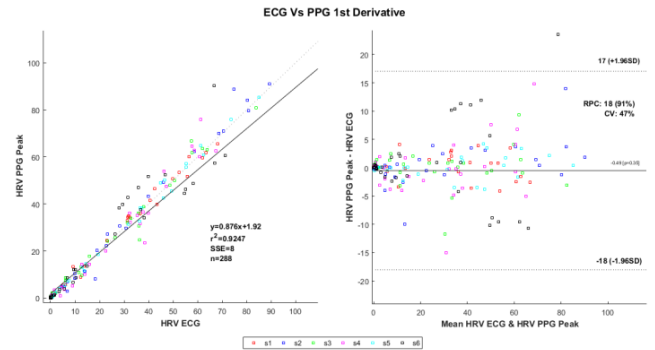 ECG Vs PPG 1st Derivative
HRV PPG Peak
100
80
60
40
20
0
y=0.876x+1.92
r²=0.9247
SSE=8
n=288
0 10 20 30 40 50 60 70 80 90 100
HRV ECG
HRV PPG Peak - HRV ECG
20
15
10
5
0
-5
-10
-15
-20
17 (+1.96SD)
RPC: 18 (91%)
CV: 47%
-18 (-1.96SD)
0 20 40 60 80 100
Mean HRV ECG & HRV PPG Peak
s1 s2 s3 s4 s5 s6